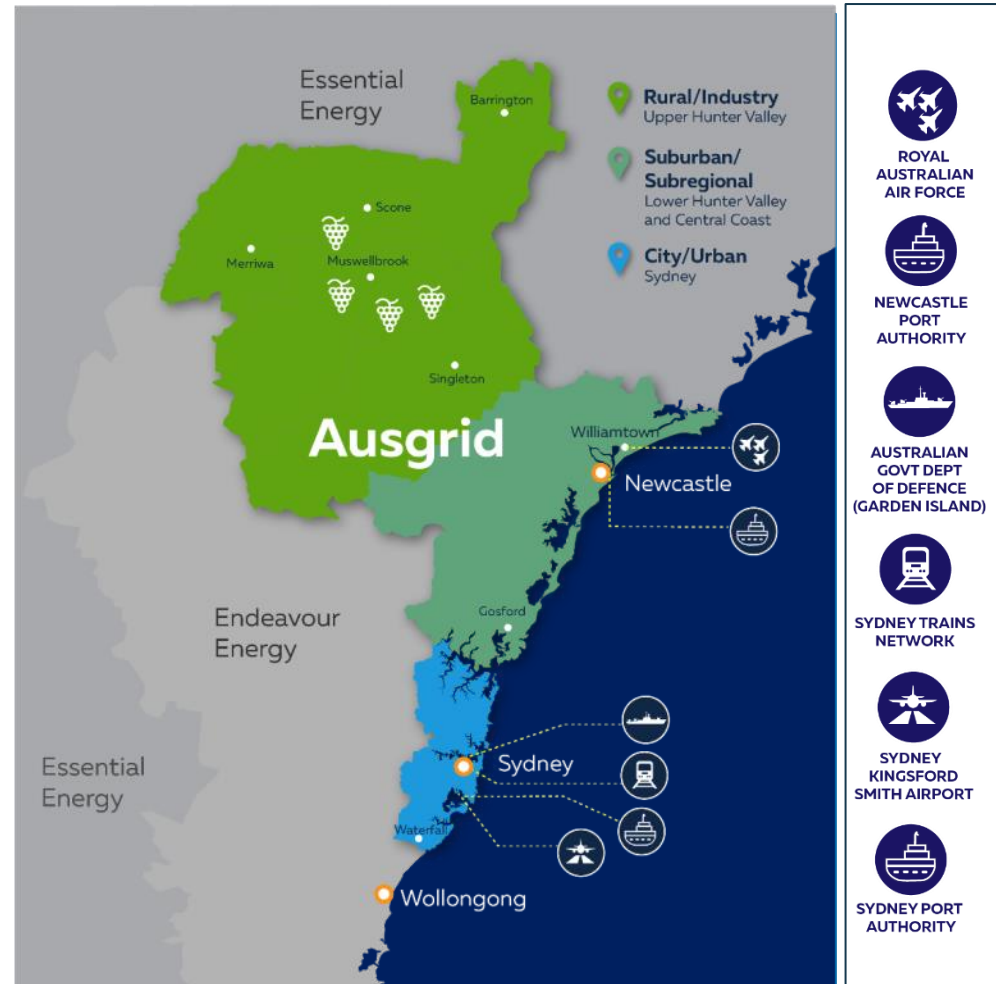 Essential
Energy
Barrington
Rural/Industry
Upper Hunter Valley
Suburban/
Subregional
Lower Hunter Valley
and Central Coast
City/Urban
Sydney
Scone
Merriwa
Muswellbrook
Singleton
Ausgrid
Williamtown
Newcastle
Gosford
Endeavour
Energy
Sydney
Essential
Energy
Waterfall
Wollongong
ROYAL
AUSTRALIAN
AIR FORCE
NEWCASTLE
PORT
AUTHORITY
AUSTRALIAN
GOVT DEPT
OF DEFENCE
(GARDEN ISLAND)
SYDNEY TRAINS
NETWORK
SYDNEY
KINGSFORD
SMITH AIRPORT
SYDNEY PORT
AUTHORITY